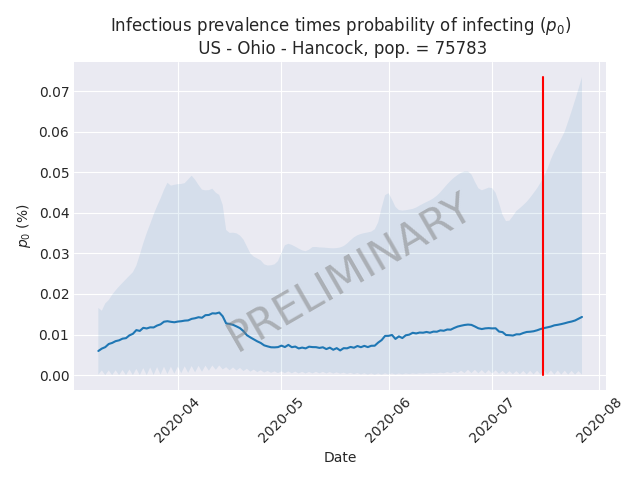 Infectious prevalence times probability of infecting (p₀)
US - Ohio - Hancock, pop. = 75783
0.07
0.06
0.05
0.04
0.03
0.02
0.01
0.00
p₀ (%)
PRELIMINARY
2020-04
2020-05
2020-06
2020-07
2020-08
Date